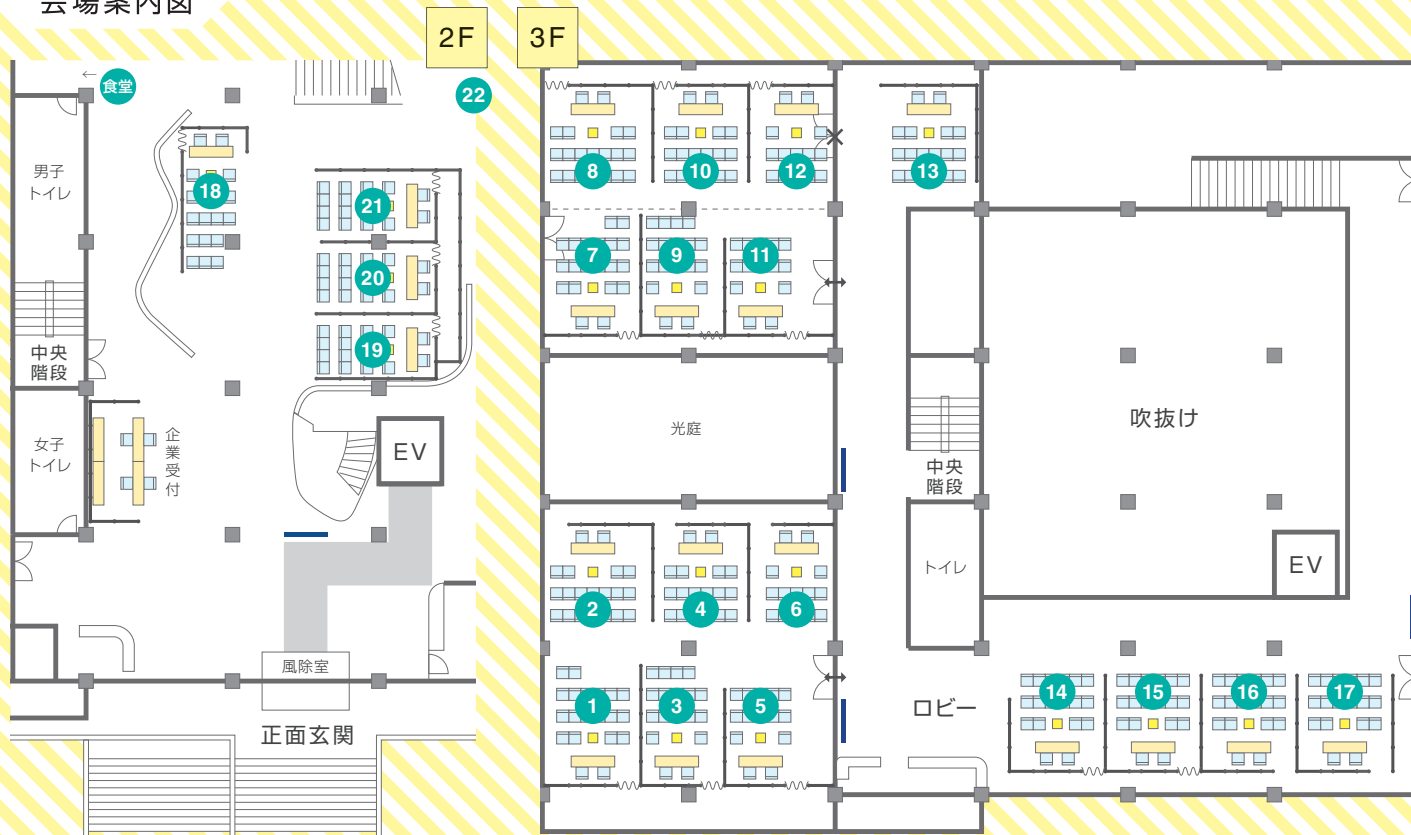 会場案内図
2F
3F
←
食堂
22
男子
トイレ
18
21
20
19
中央
階段
女子
トイレ
企業受付
EV
風除室
正面玄関
8
10
12
13
7
9
11
光庭
中央
階段
吹抜け
2
4
6
トイレ
EV
1
3
5
ロビー
14
15
16
17